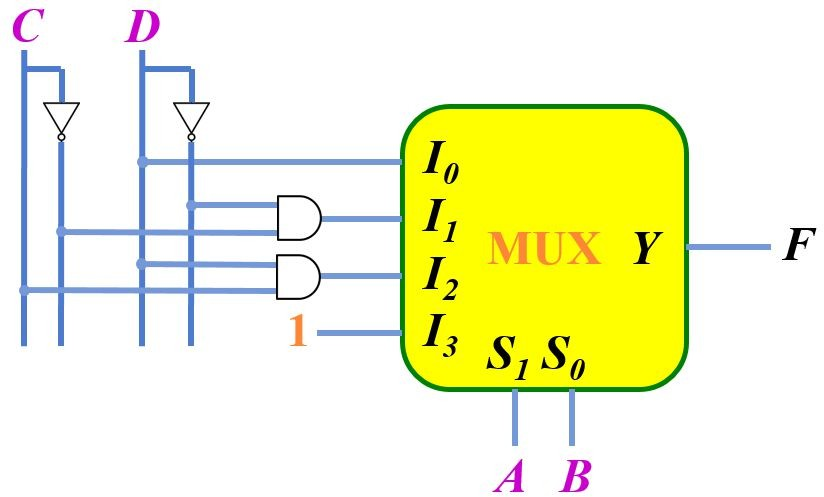 C D
I0
I1
MUX Y F
I2
1 I3
S1 S0
A B